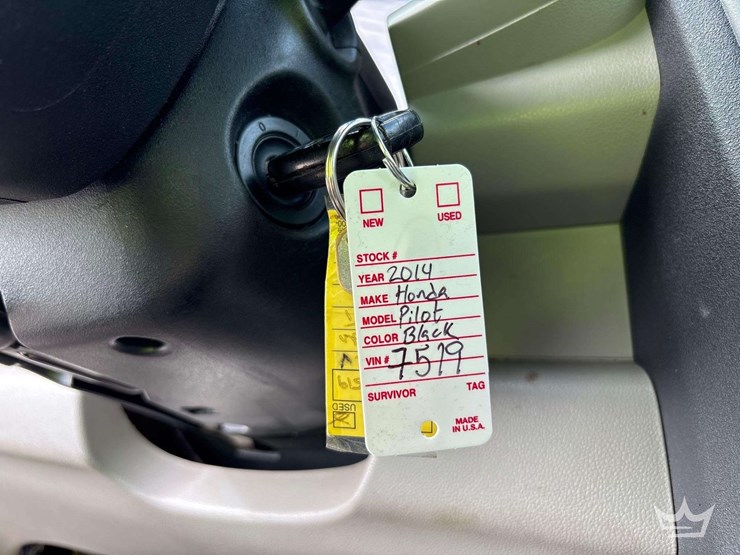 NEW USED
STOCK #
YEAR 2014
MAKE Honda
MODEL Pilot
COLOR Black
VIN # 7519
SURVIVOR TAG
MADE
IN U.S.A.
USED